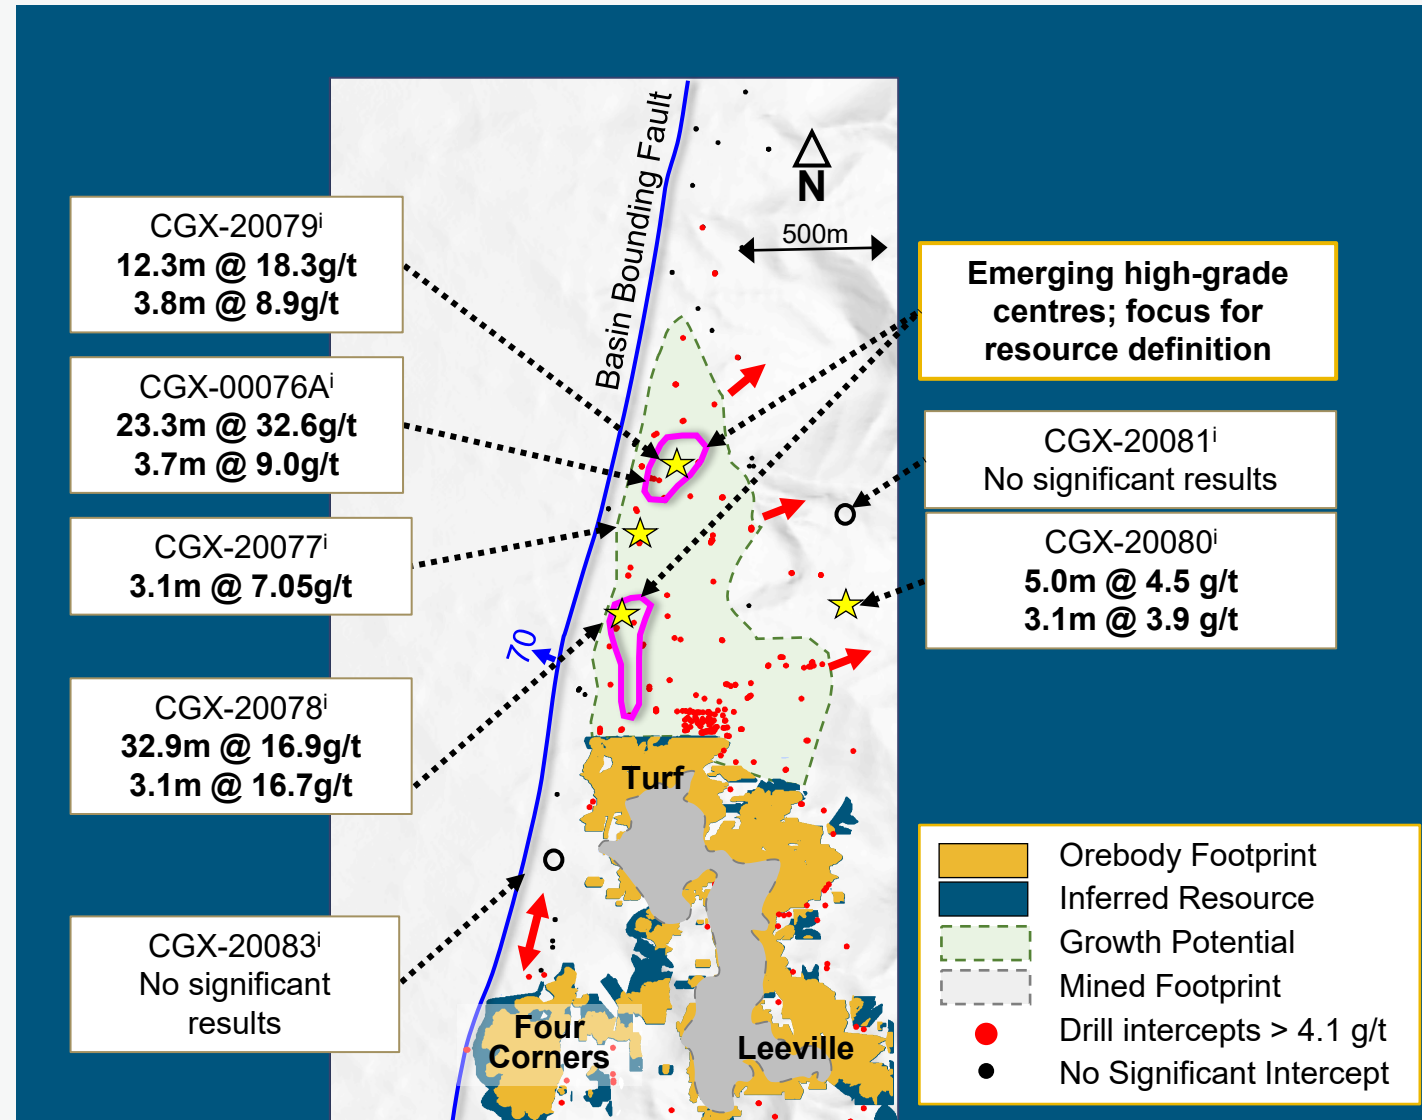 Basin Bounding Fault
N
500m
CGX-20079ⁱ
12.3m @ 18.3g/t
3.8m @ 8.9g/t
CGX-00076Aⁱ
23.3m @ 32.6g/t
3.7m @ 9.0g/t
CGX-20077ⁱ
3.1m @ 7.05g/t
CGX-20078ⁱ
32.9m @ 16.9g/t
3.1m @ 16.7g/t
CGX-20083ⁱ
No significant
results
70
Emerging high-grade
centres; focus for
resource definition
CGX-20081ⁱ
No significant results
CGX-20080ⁱ
5.0m @ 4.5 g/t
3.1m @ 3.9 g/t
Turf
Four
Corners
Leeville
Orebody Footprint
Inferred Resource
Growth Potential
Mined Footprint
Drill intercepts > 4.1 g/t
No Significant Intercept